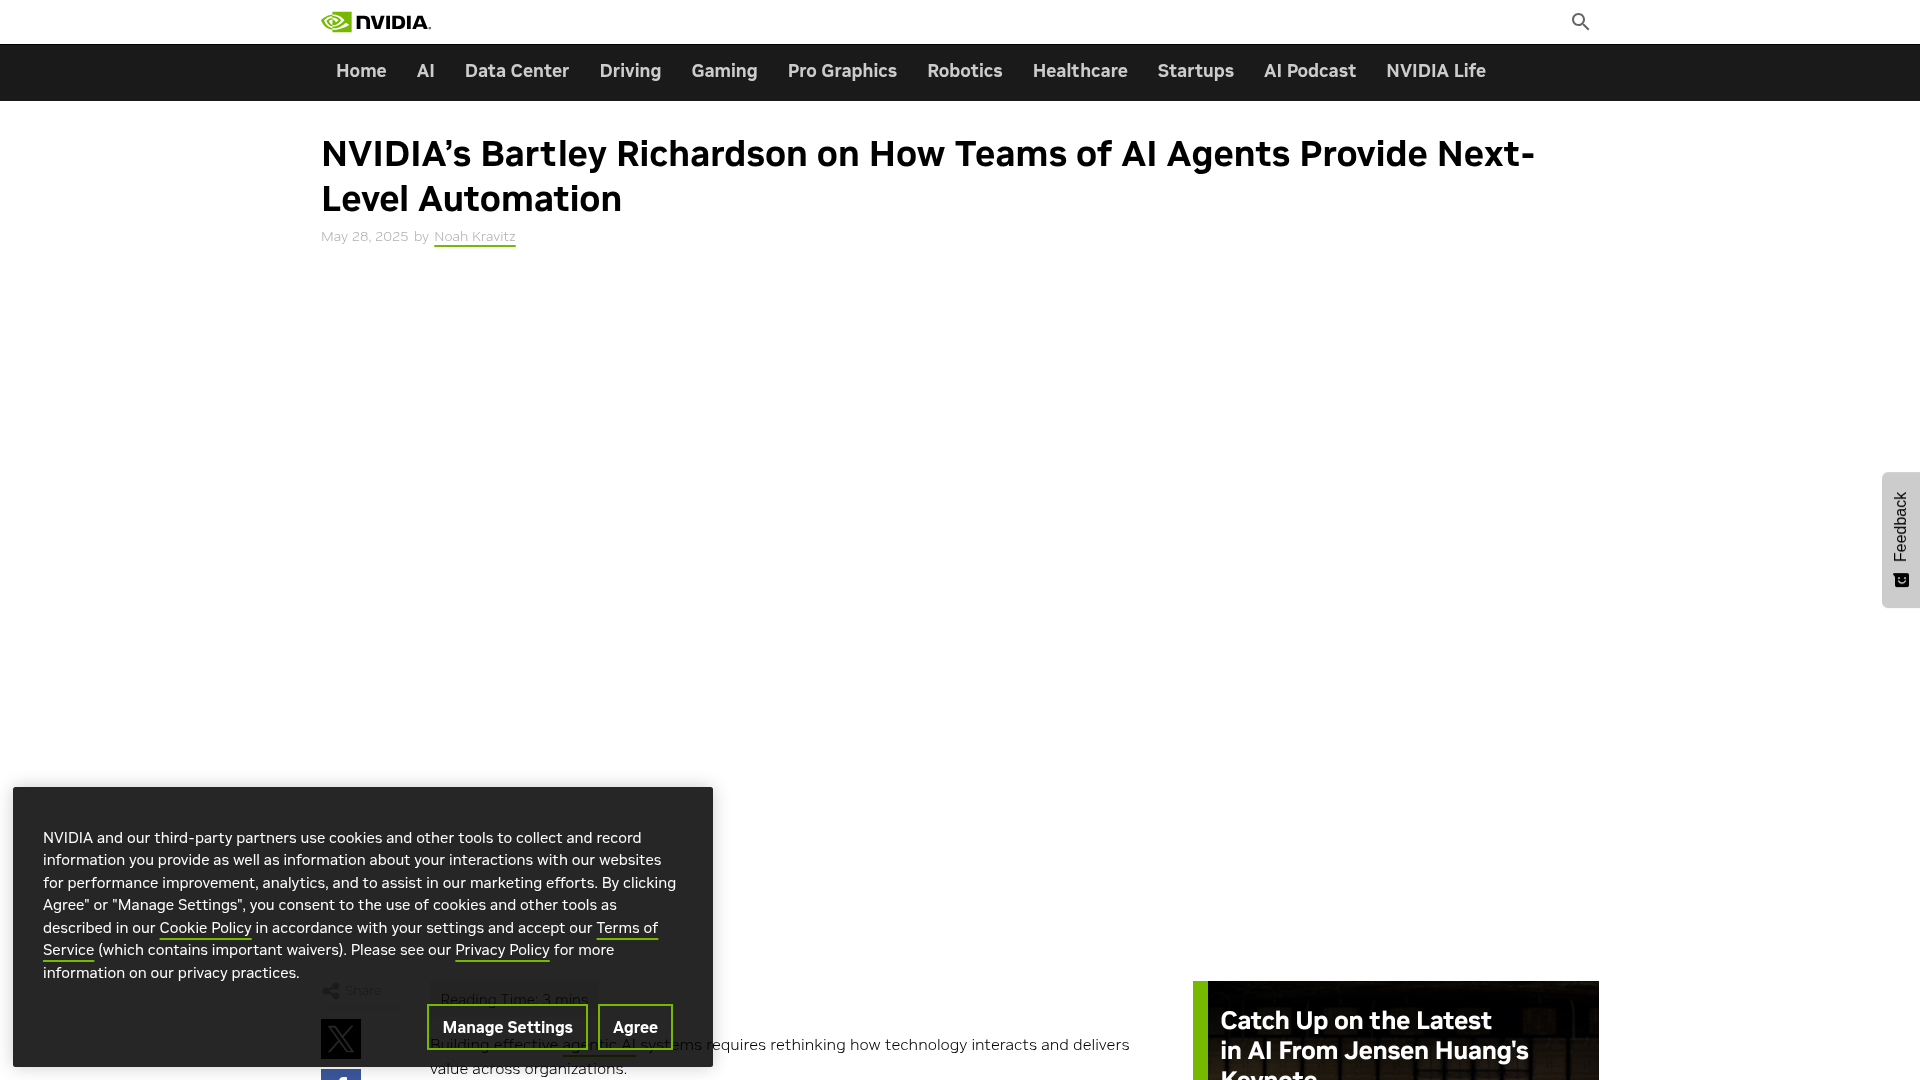 NVIDIA.
Home AI Data Center Driving Gaming Pro Graphics Robotics Healthcare Startups AI Podcast NVIDIA Life
NVIDIA’s Bartley Richardson on How Teams of AI Agents Provide Next-
Level Automation
May 28, 2025 by Noah Kravitz
Feedback
NVIDIA and our third-party partners use cookies and other tools to collect and record
information you provide as well as information about your interactions with our websites
for performance improvement, analytics, and to assist in our marketing efforts. By clicking
Agree" or "Manage Settings", you consent to the use of cookies and other tools as
described in our Cookie Policy in accordance with your settings and accept our Terms of
Service (which contains important waivers). Please see our Privacy Policy for more
information on our privacy practices.
Manage Settings Agree
Share
Reading Time: 3 mins
Building effective agentic AI systems requires rethinking how technology interacts and delivers
value across organizations.
Catch Up on the Latest
in AI From Jensen Huang's
Keynote